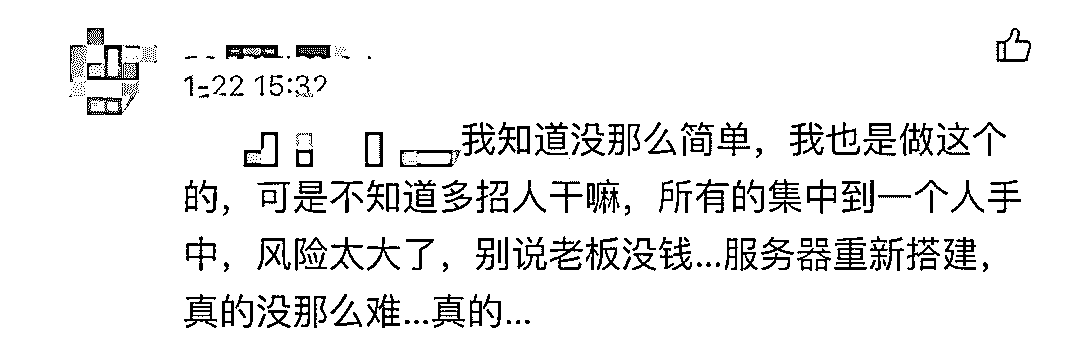 1-22 15:32
我知道没那么简单，我也是做这个
的，可是不知道多招人干嘛，所有的集中到一个人手
中，风险太大了，别说老板没钱...服务器重新搭建，
真的没那么难...真的...